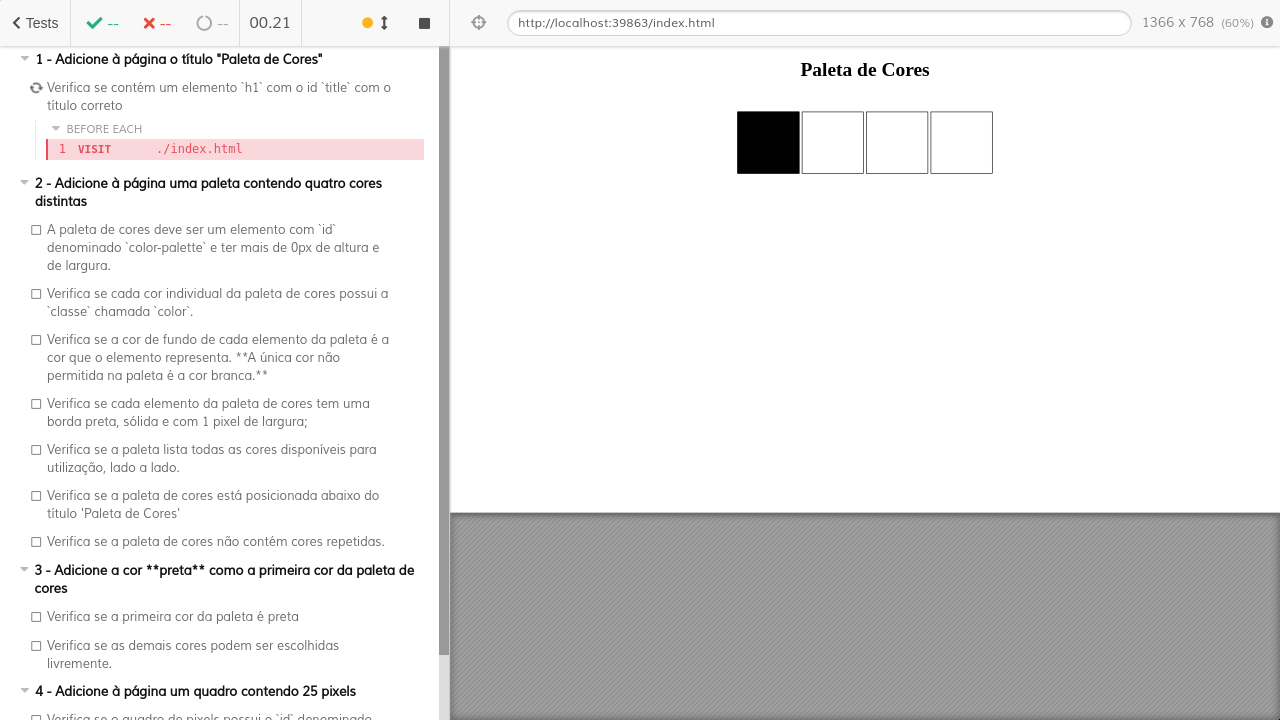 Tests
--
--
--
00.21
http://localhost:39863/index.html
1366 x 768 (60%)
1 - Adicione à página o título "Paleta de Cores"
Verifica se contém um elemento `h1` com o id `title` com o
título correto
BEFORE EACH
1 VISIT ./index.html
2 - Adicione à página uma paleta contendo quatro cores
distintas
A paleta de cores deve ser um elemento com `id`
denominado `color-palette` e ter mais de 0px de altura e
de largura.
Verifica se cada cor individual da paleta de cores possui a
`classe` chamada `color`.
Verifica se a cor de fundo de cada elemento da paleta é a
cor que o elemento representa. **A única cor não
permitida na paleta é a cor branca.**
Verifica se cada elemento da paleta de cores tem uma
borda preta, sólida e com 1 pixel de largura;
Verifica se a paleta lista todas as cores disponíveis para
utilização, lado a lado.
Verifica se a paleta de cores está posicionada abaixo do
título 'Paleta de Cores'
Verifica se a paleta de cores não contém cores repetidas.
3 - Adicione a cor **preta** como a primeira cor da paleta de
cores
Verifica se a primeira cor da paleta é preta
Verifica se as demais cores podem ser escolhidas
livremente.
4 - Adicione à página um quadro contendo 25 pixels
Verifica se o quadro de pixels possui o `id` denominado
Paleta de Cores